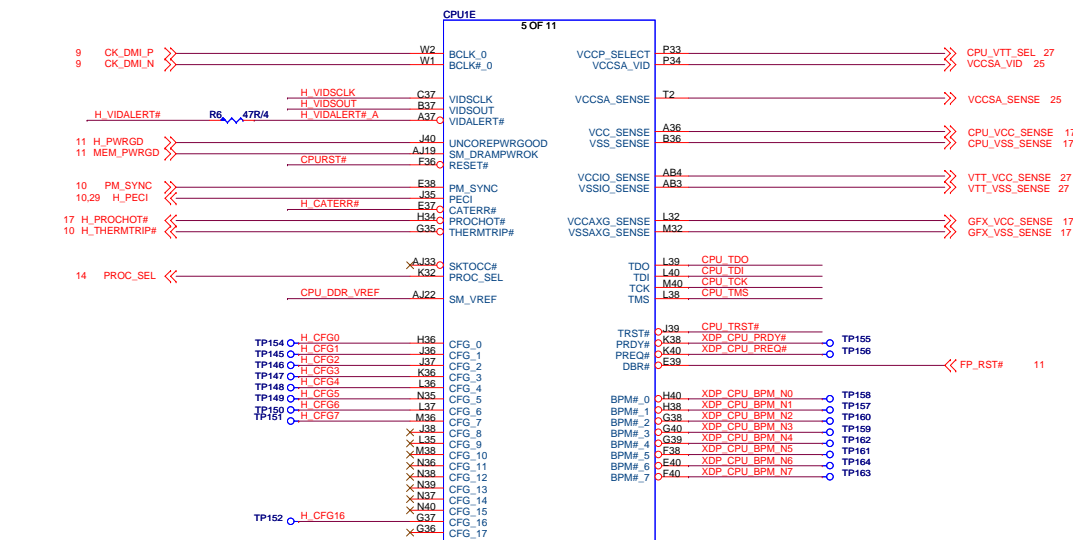 CPU1E
5 OF 11
9 CK_DMI_P W2 BCLK_0
9 CK_DMI_N W1 BCLK#_0
H_VIDSCLK C37 VIDSCLK
H_VIDSOUT B37 VIDSOUT
H_VIDALERT# R6 47R/4 H_VIDALERT#_A A37 VIDALERT#
11 H_PWRGD J40 UNCOREPWRGOOD
11 MEM_PWRGD AJ19 SM_DRAMPWROK
CPURST# F36 RESET#
10 PM_SYNC E38 PM_SYNC
10,29 H_PECI J35 PECI
H_CATERR# E37 CATERR#
17 H_PROCHOT# H34 PROCHOT#
10 H_THERMTRIP# G35 THERMTRIP#
AJ33 SKTOCC#
14 PROC_SEL K32 PROC_SEL
CPU_DDR_VREF AJ22 SM_VREF
TP154 H_CFG0 H36 CFG_0
TP145 H_CFG1 J36 CFG_1
TP146 H_CFG2 J37 CFG_2
TP147 H_CFG3 K36 CFG_3
TP148 H_CFG4 L36 CFG_4
TP149 H_CFG5 N35 CFG_5
TP150 H_CFG6 L37 CFG_6
TP151 H_CFG7 M36 CFG_7
J38 CFG_8
L35 CFG_9
M38 CFG_10
N36 CFG_11
N38 CFG_12
N39 CFG_13
N37 CFG_14
N40 CFG_15
TP152 H_CFG16 G37 CFG_16
G36 CFG_17
VCCP_SELECT P33 CPU_VTT_SEL 27
VCCSA_VID P34 VCCSA_VID 25
VCCSA_SENSE T2 VCCSA_SENSE 25
VCC_SENSE A36 CPU_VCC_SENSE 17
VSS_SENSE B36 CPU_VSS_SENSE 17
VCCIO_SENSE AB4 VTT_VCC_SENSE 27
VSSIO_SENSE AB3 VTT_VSS_SENSE 27
VCCAXG_SENSE L32 GFX_VCC_SENSE 17
VSSAXG_SENSE M32 GFX_VSS_SENSE 17
TDO L39 CPU_TDO
TDI L40 CPU_TDI
TCK M40 CPU_TCK
TMS L38 CPU_TMS
TRST# J39 CPU_TRST#
PRDY# K38 XDP_CPU_PRDY# TP155
PREQ# K40 XDP_CPU_PREQ# TP156
DBR# E39 FP_RST# 11
BPM#_0 H40 XDP_CPU_BPM_N0 TP158
BPM#_1 H38 XDP_CPU_BPM_N1 TP157
BPM#_2 G38 XDP_CPU_BPM_N2 TP160
BPM#_3 G40 XDP_CPU_BPM_N3 TP159
BPM#_4 G39 XDP_CPU_BPM_N4 TP162
BPM#_5 F38 XDP_CPU_BPM_N5 TP161
BPM#_6 E40 XDP_CPU_BPM_N6 TP164
BPM#_7 F40 XDP_CPU_BPM_N7 TP163